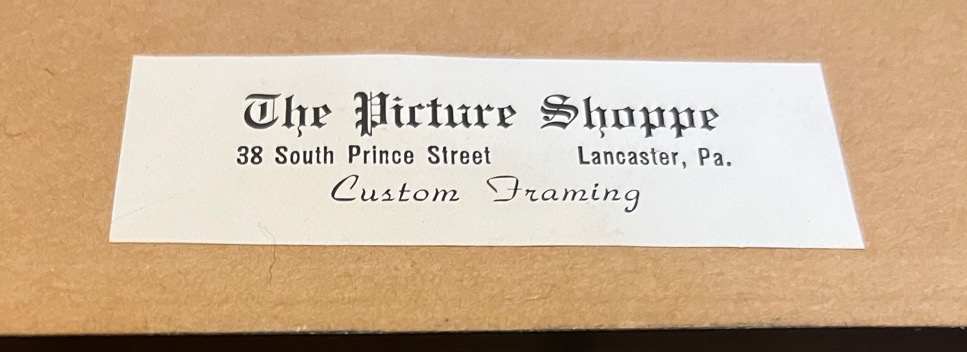 The Picture Shoppe
38 South Prince Street Lancaster, Pa.
Custom Framing